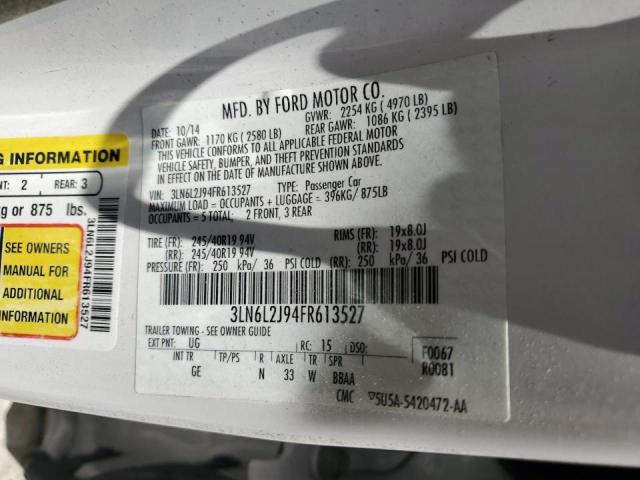 MFD. BY FORD MOTOR CO.
DATE: 10/14 GVWR: 2254 KG ( 4970 LB)
FRONT GAWR: 1170 KG ( 2580 LB) REAR GAWR: 1086 KG ( 2395 LB)
THIS VEHICLE CONFORMS TO ALL APPLICABLE FEDERAL MOTOR
VEHICLE SAFETY, BUMPER, AND THEFT PREVENTION STANDARDS
IN EFFECT ON THE DATE OF MANUFACTURE SHOWN ABOVE.
VIN: 3LN6L2J94FR613527 TYPE: Passenger Car
MAXIMUM LOAD = OCCUPANTS + LUGGAGE = 396KG / 875LB
OCCUPANTS = 5 TOTAL: 2 FRONT, 3 REAR
TIRE (FR): 245/40R19 94V RIMS (FR): 19x8.0J
(RR): 245/40R19 94V (RR): 19x8.0J
PRESSURE (FR): 250 kPa/ 36 PSI COLD (RR) 250 kPa/ 36 PSI COLD
3LN6L2J94FR613527
TRAILER TOWING - SEE OWNER GUIDE
EXT PNT: UG RC: 15 DSO: F0067
INT TR TP/PS R AXLE TR SPR R0081
GE N 33 W BBAA
CMC 5U5A-5420472-AA
G INFORMATION
NT: 2 REAR: 3
kg or 875 lbs.
SEE OWNERS
MANUAL FOR
ADDITIONAL
INFORMATION
3LN6L2J94FR613527